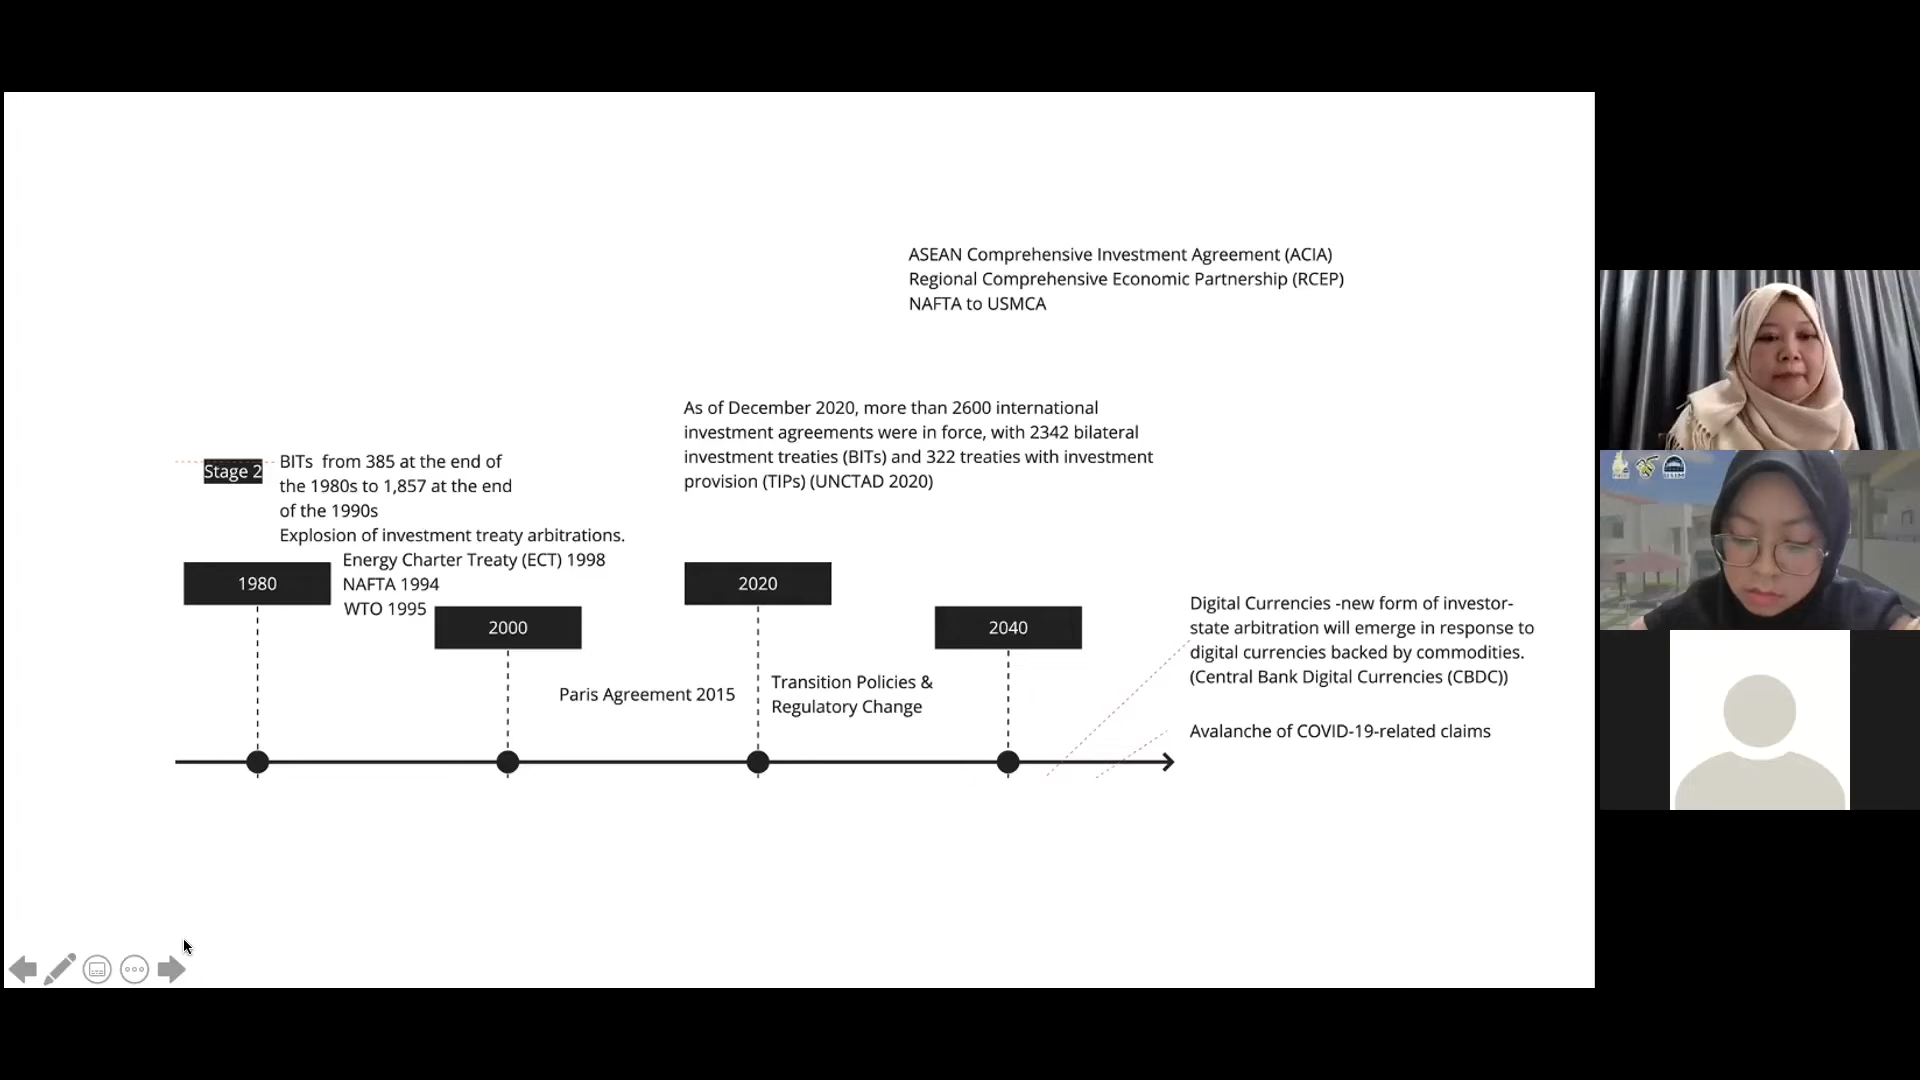 ASEAN Comprehensive Investment Agreement (ACIA)
Regional Comprehensive Economic Partnership (RCEP)
NAFTA to USMCA
As of December 2020, more than 2600 international
investment agreements were in force, with 2342 bilateral
investment treaties (BITs) and 322 treaties with investment
provision (TIPs) (UNCTAD 2020)
Stage 2
BITs from 385 at the end of
the 1980s to 1,857 at the end
of the 1990s
Explosion of investment treaty arbitrations.
Energy Charter Treaty (ECT) 1998
NAFTA 1994
WTO 1995
1980
2000
2020
2040
Paris Agreement 2015
Transition Policies &
Regulatory Change
Digital Currencies -new form of investor-
state arbitration will emerge in response to
digital currencies backed by commodities.
(Central Bank Digital Currencies (CBDC))
Avalanche of COVID-19-related claims